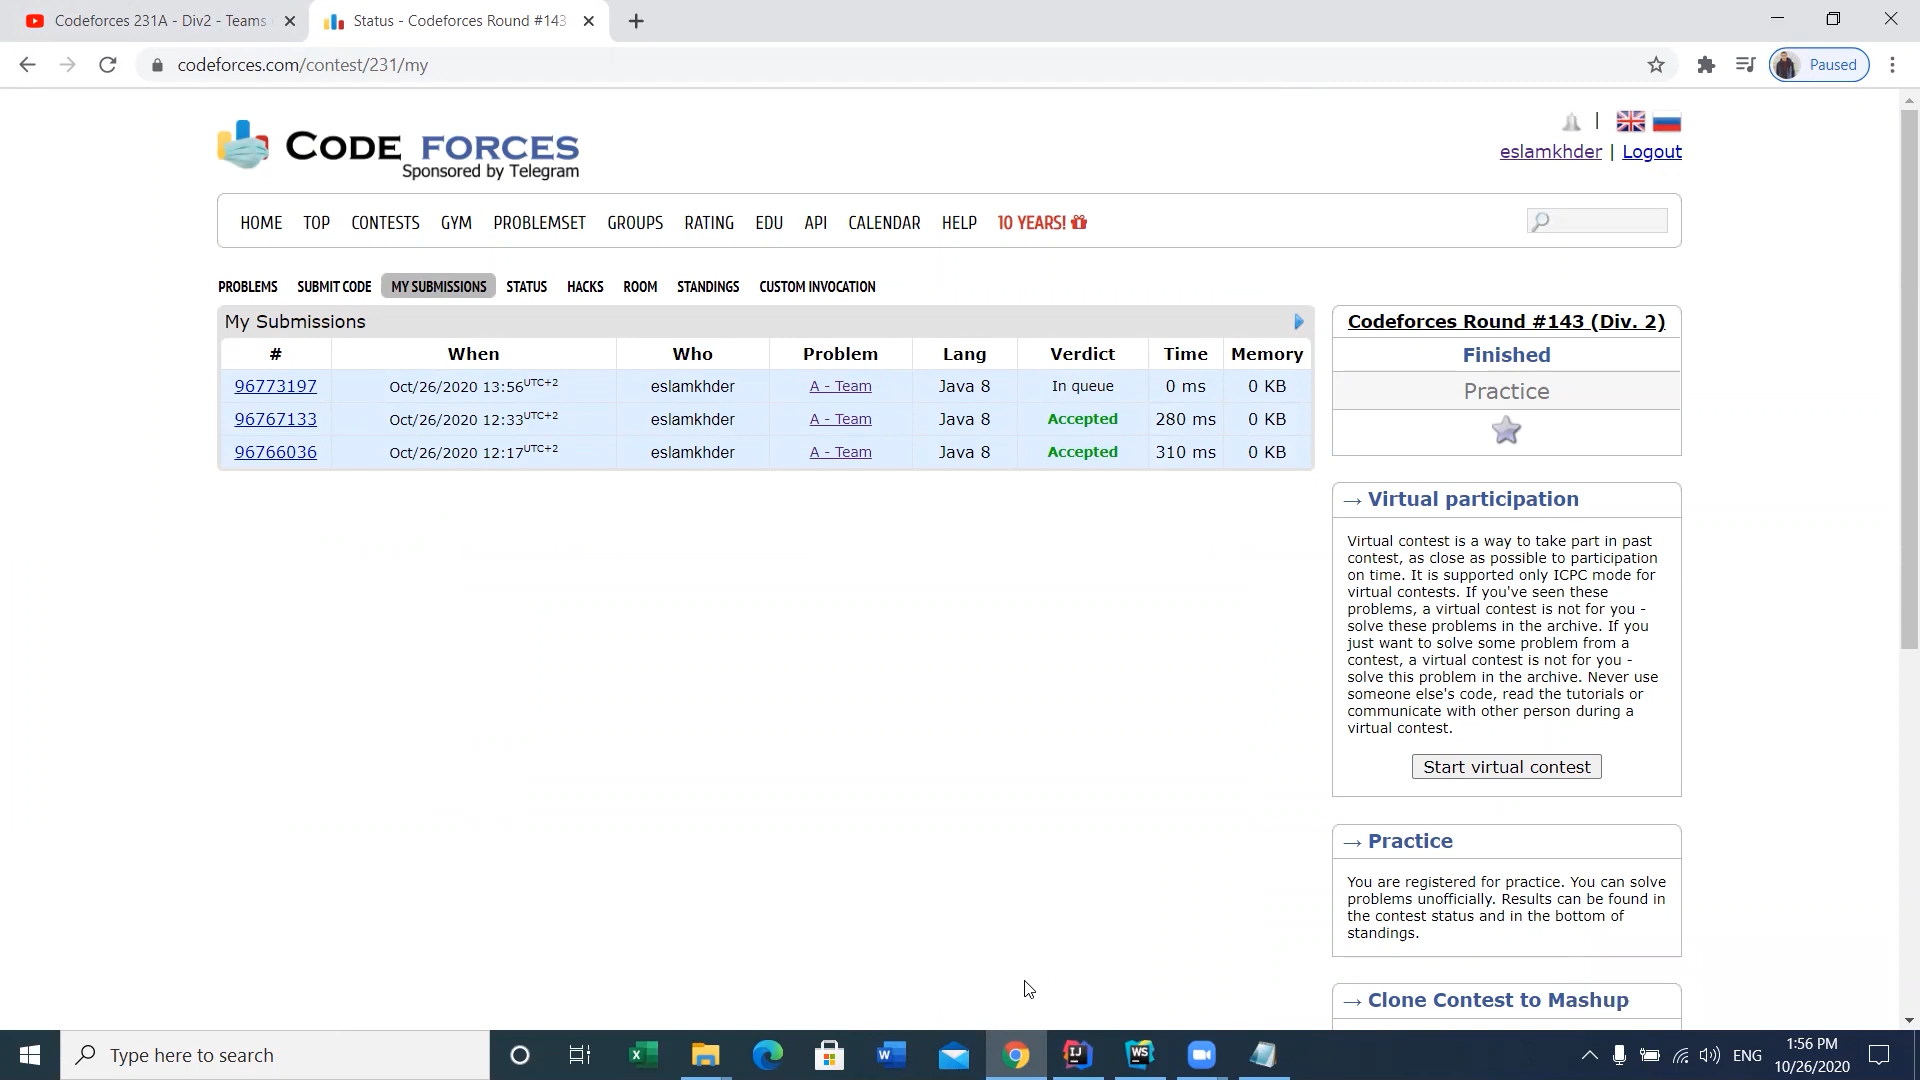 Codeforces 231A - Div2 - Teams
Status - Codeforces Round #143
codeforces.com/contest/231/my
Paused
CODE FORCES
Sponsored by Telegram
eslamkhder | Logout
HOME TOP CONTESTS GYM PROBLEMSET GROUPS RATING EDU API CALENDAR HELP 10 YEARS!
PROBLEMS SUBMIT CODE MY SUBMISSIONS STATUS HACKS ROOM STANDINGS CUSTOM INVOCATION
My Submissions
# When Who Problem Lang Verdict Time Memory
96773197 Oct/26/2020 13:56UTC+2 eslamkhder A - Team Java 8 In queue 0 ms 0 KB
96767133 Oct/26/2020 12:33UTC+2 eslamkhder A - Team Java 8 Accepted 280 ms 0 KB
96766036 Oct/26/2020 12:17UTC+2 eslamkhder A - Team Java 8 Accepted 310 ms 0 KB
Codeforces Round #143 (Div. 2)
Finished
Practice
→ Virtual participation
Virtual contest is a way to take part in past
contest, as close as possible to participation
on time. It is supported only ICPC mode for
virtual contests. If you've seen these
problems, a virtual contest is not for you -
solve these problems in the archive. If you
just want to solve some problem from a
contest, a virtual contest is not for you -
solve this problem in the archive. Never use
someone else's code, read the tutorials or
communicate with other person during a
virtual contest.
Start virtual contest
→ Practice
You are registered for practice. You can solve
problems unofficially. Results can be found in
the contest status and in the bottom of
standings.
→ Clone Contest to Mashup
Type here to search
ENG
1:56 PM
10/26/2020